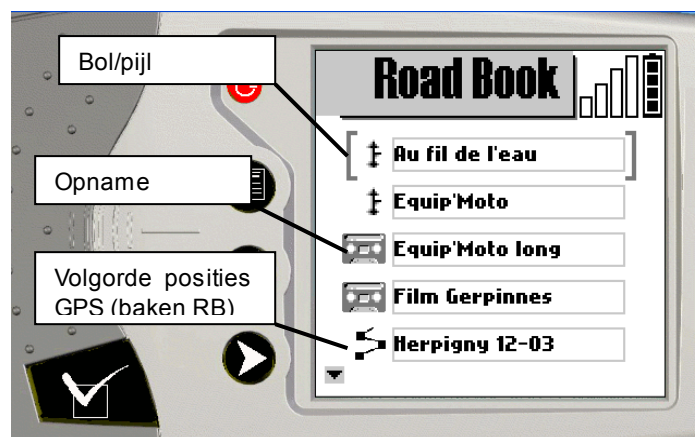 Bol/pijl
Road Book
Au fil de l'eau
Opname
Equip'Moto
Equip'Moto long
Volgorde posities
GPS (baken RB)
Film Gerpinnes
Herpigny 12-03